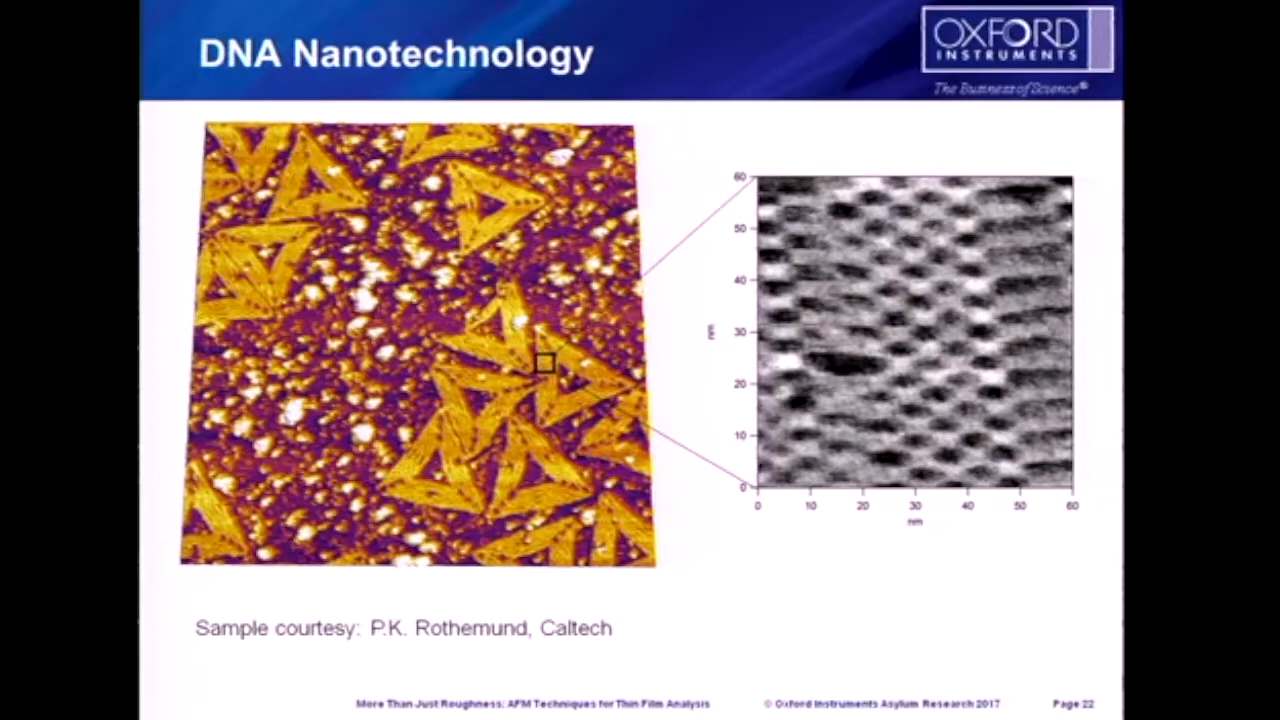 DNA Nanotechnology
OXFORD
INSTRUMENTS
The Business of Science®
60
50
40
30
20
10
0
nm
0 10 20 30 40 50 60
nm
Sample courtesy: P.K. Rothemund, Caltech
More Than Just Roughness: AFM Techniques for Thin Film Analysis © Oxford Instruments Asylum Research 2017 Page 22